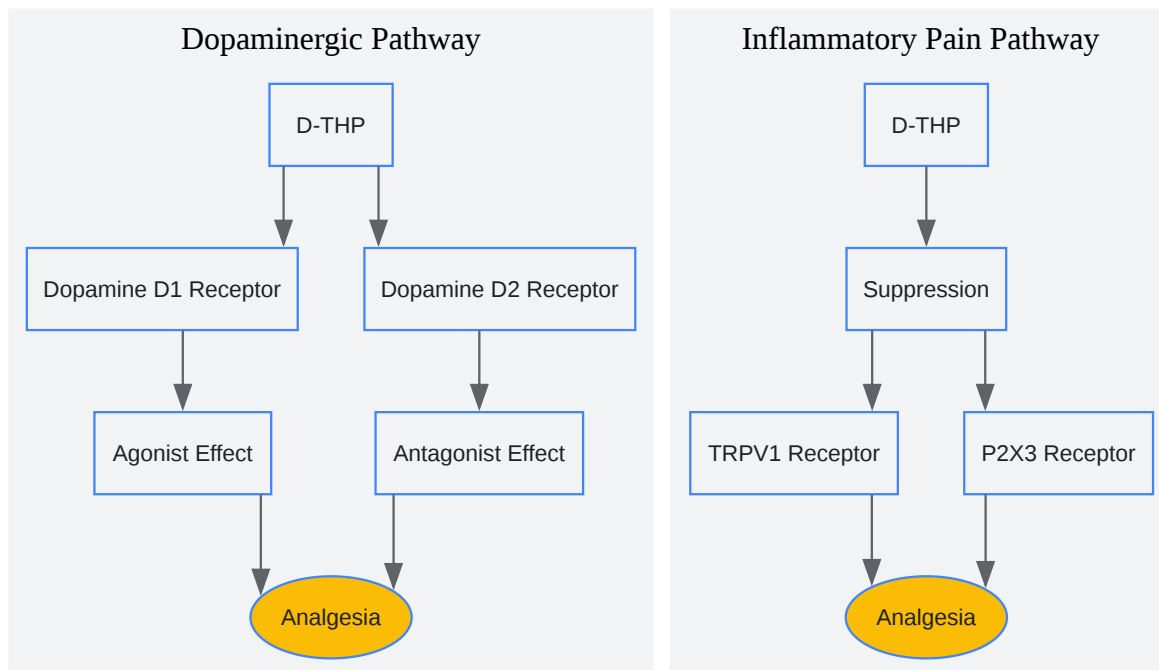 Dopaminergic Pathway
D-THP
Dopamine D1 Receptor
Dopamine D2 Receptor
Agonist Effect
Antagonist Effect
Analgesia
Inflammatory Pain Pathway
D-THP
Suppression
TRPV1 Receptor
P2X3 Receptor
Analgesia